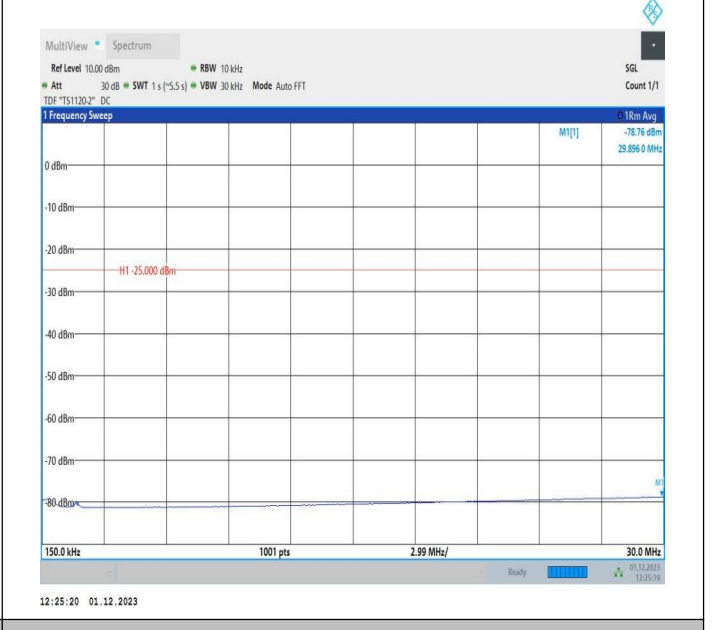 MultiView Spectrum
Ref Level 10.00 dBm RBW 10 kHz SGL
Att 30 dB SWT 1 s (~5.5 s) VBW 30 kHz Mode Auto FFT Count 1/1
TDF "TS1120-2" DC
1 Frequency Sweep 1Rm Avg
M1[1] -78.76 dBm
29.896 0 MHz
0 dBm
-10 dBm
-20 dBm
H1 -25.000 dBm
-30 dBm
-40 dBm
-50 dBm
-60 dBm
-70 dBm
M1
-80 dBm
150.0 kHz 1001 pts 2.99 MHz/ 30.0 MHz
Ready 01.12.2023
12:25:19
12:25:20 01.12.2023